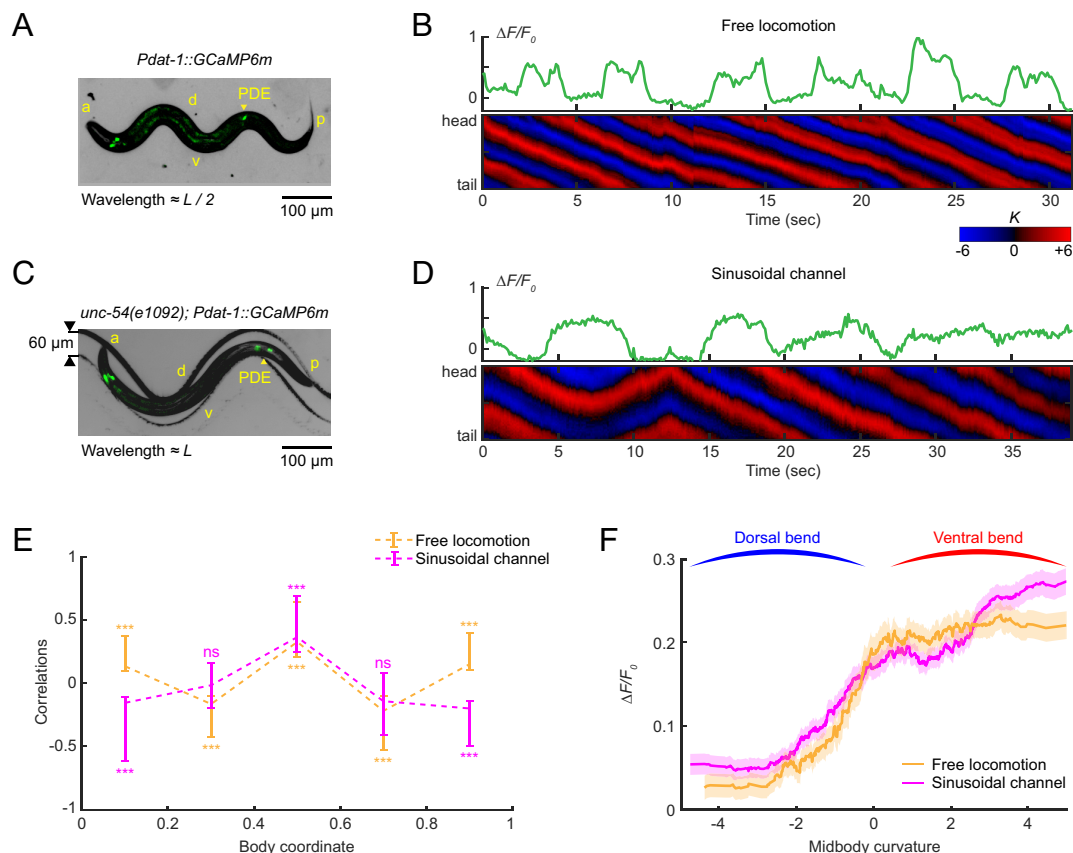 A
Pdat-1::GCaMP6m
a
d
PDE
p
v
Wavelength ≈ L / 2
100 µm
B
Free locomotion
ΔF/F0
1
0
head
tail
0 5 10 15 20 25 30
Time (sec)
K
-6 0 +6
C
unc-54(e1092); Pdat-1::GCaMP6m
60 µm
a
d
p
PDE
v
Wavelength ≈ L
100 µm
D
Sinusoidal channel
ΔF/F0
1
0
head
tail
0 5 10 15 20 25 30 35
Time (sec)
E
Free locomotion
Sinusoidal channel
1
0.5
0
-0.5
-1
Correlations
*** ns *** ns ***
*** *** *** *** ***
0 0.2 0.4 0.6 0.8 1
Body coordinate
F
Dorsal bend
Ventral bend
0.3
0.2
0.1
0
ΔF/F0
Free locomotion
Sinusoidal channel
-4 -2 0 2 4
Midbody curvature